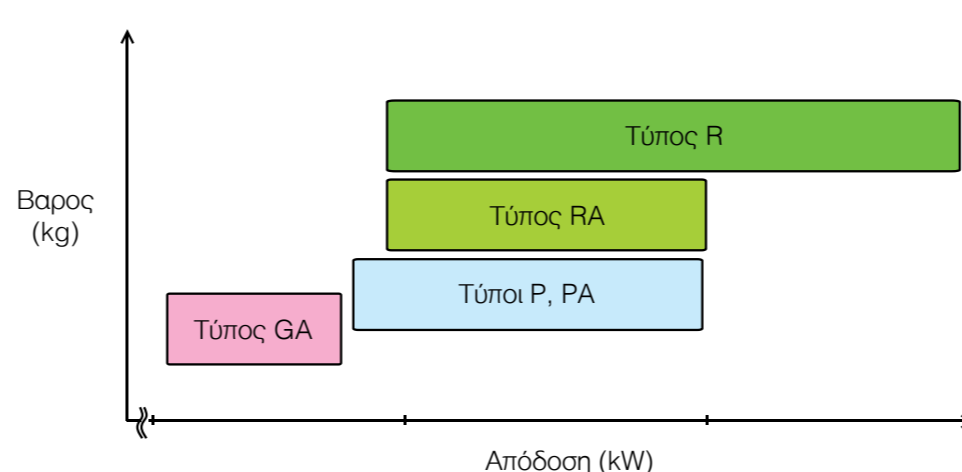 Τύπος R
Τύπος RA
Τύποι P, PA
Τύπος GA
Βαρος
(kg)
Απόδοση (kW)